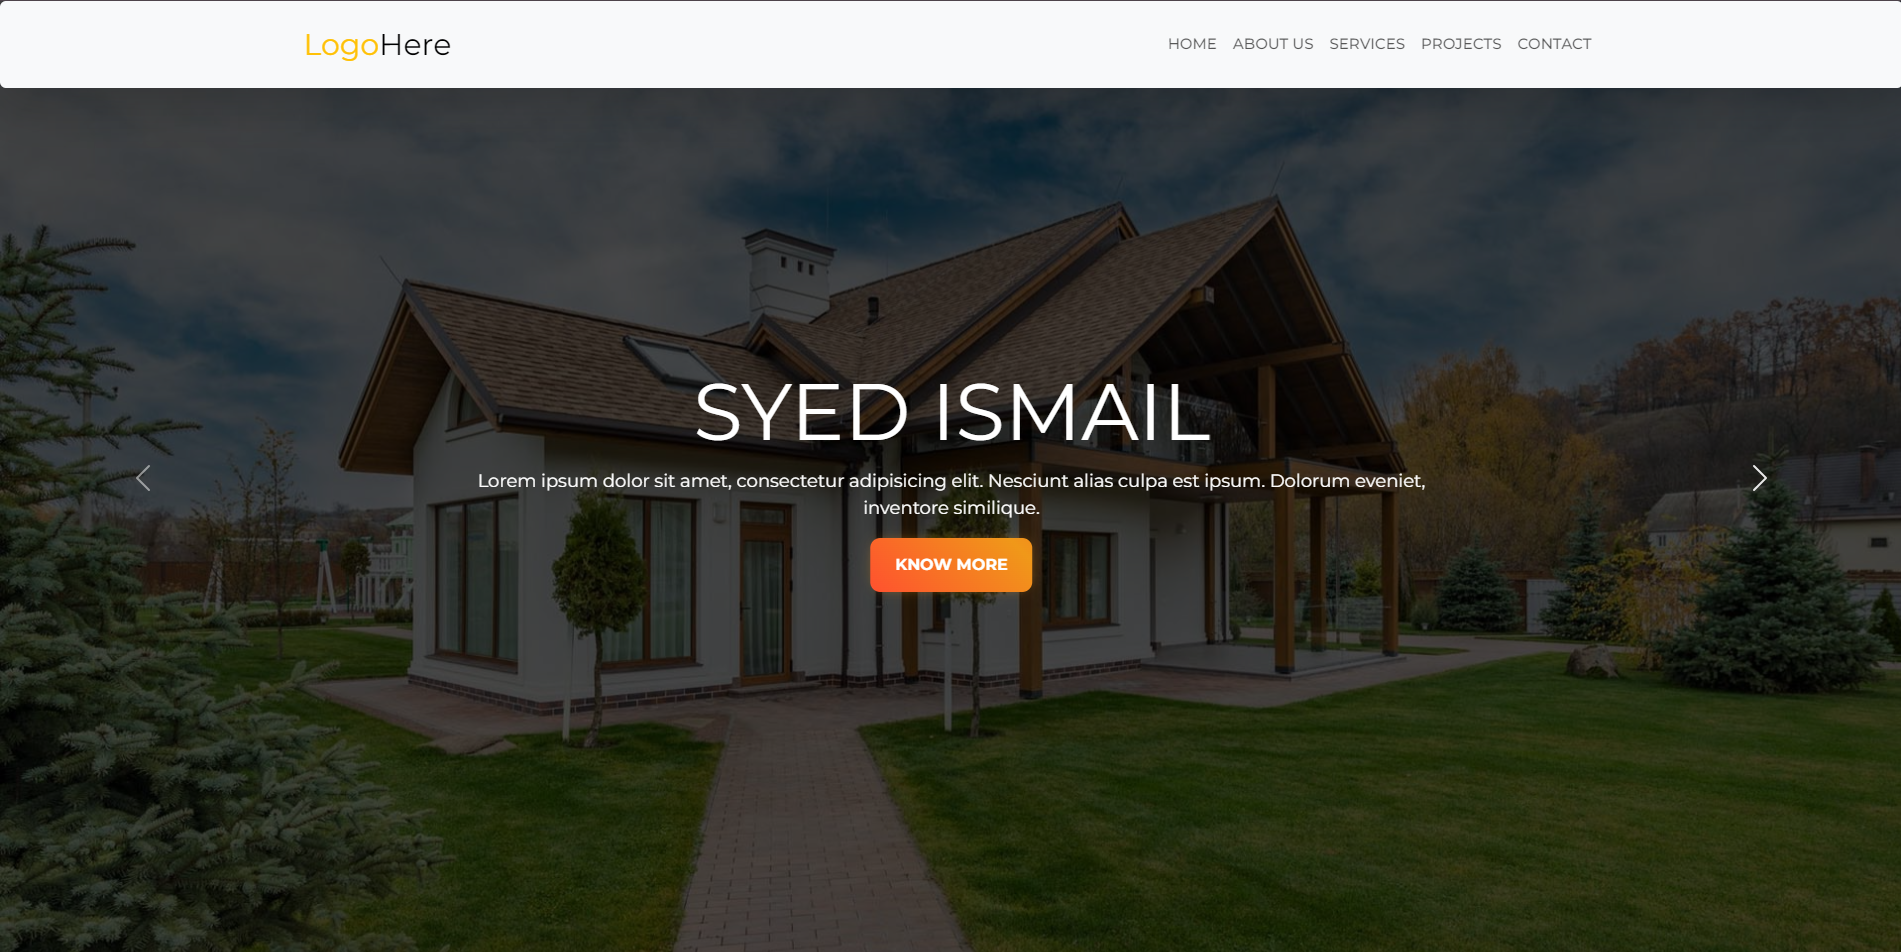 LogoHere
HOME ABOUT US SERVICES PROJECTS CONTACT
SYED ISMAIL
Lorem ipsum dolor sit amet, consectetur adipisicing elit. Nesciunt alias culpa est ipsum. Dolorum eveniet,
inventore similique.
KNOW MORE